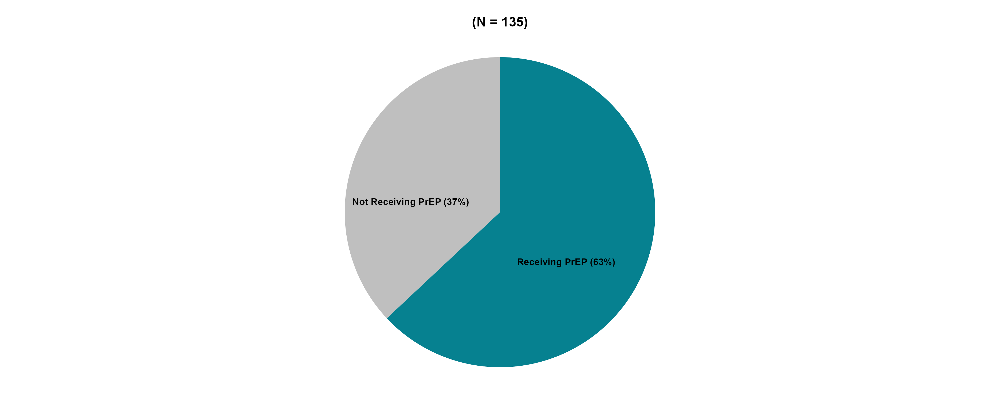 (N = 135)
Not Receiving PrEP (37%)
Receiving PrEP (63%)